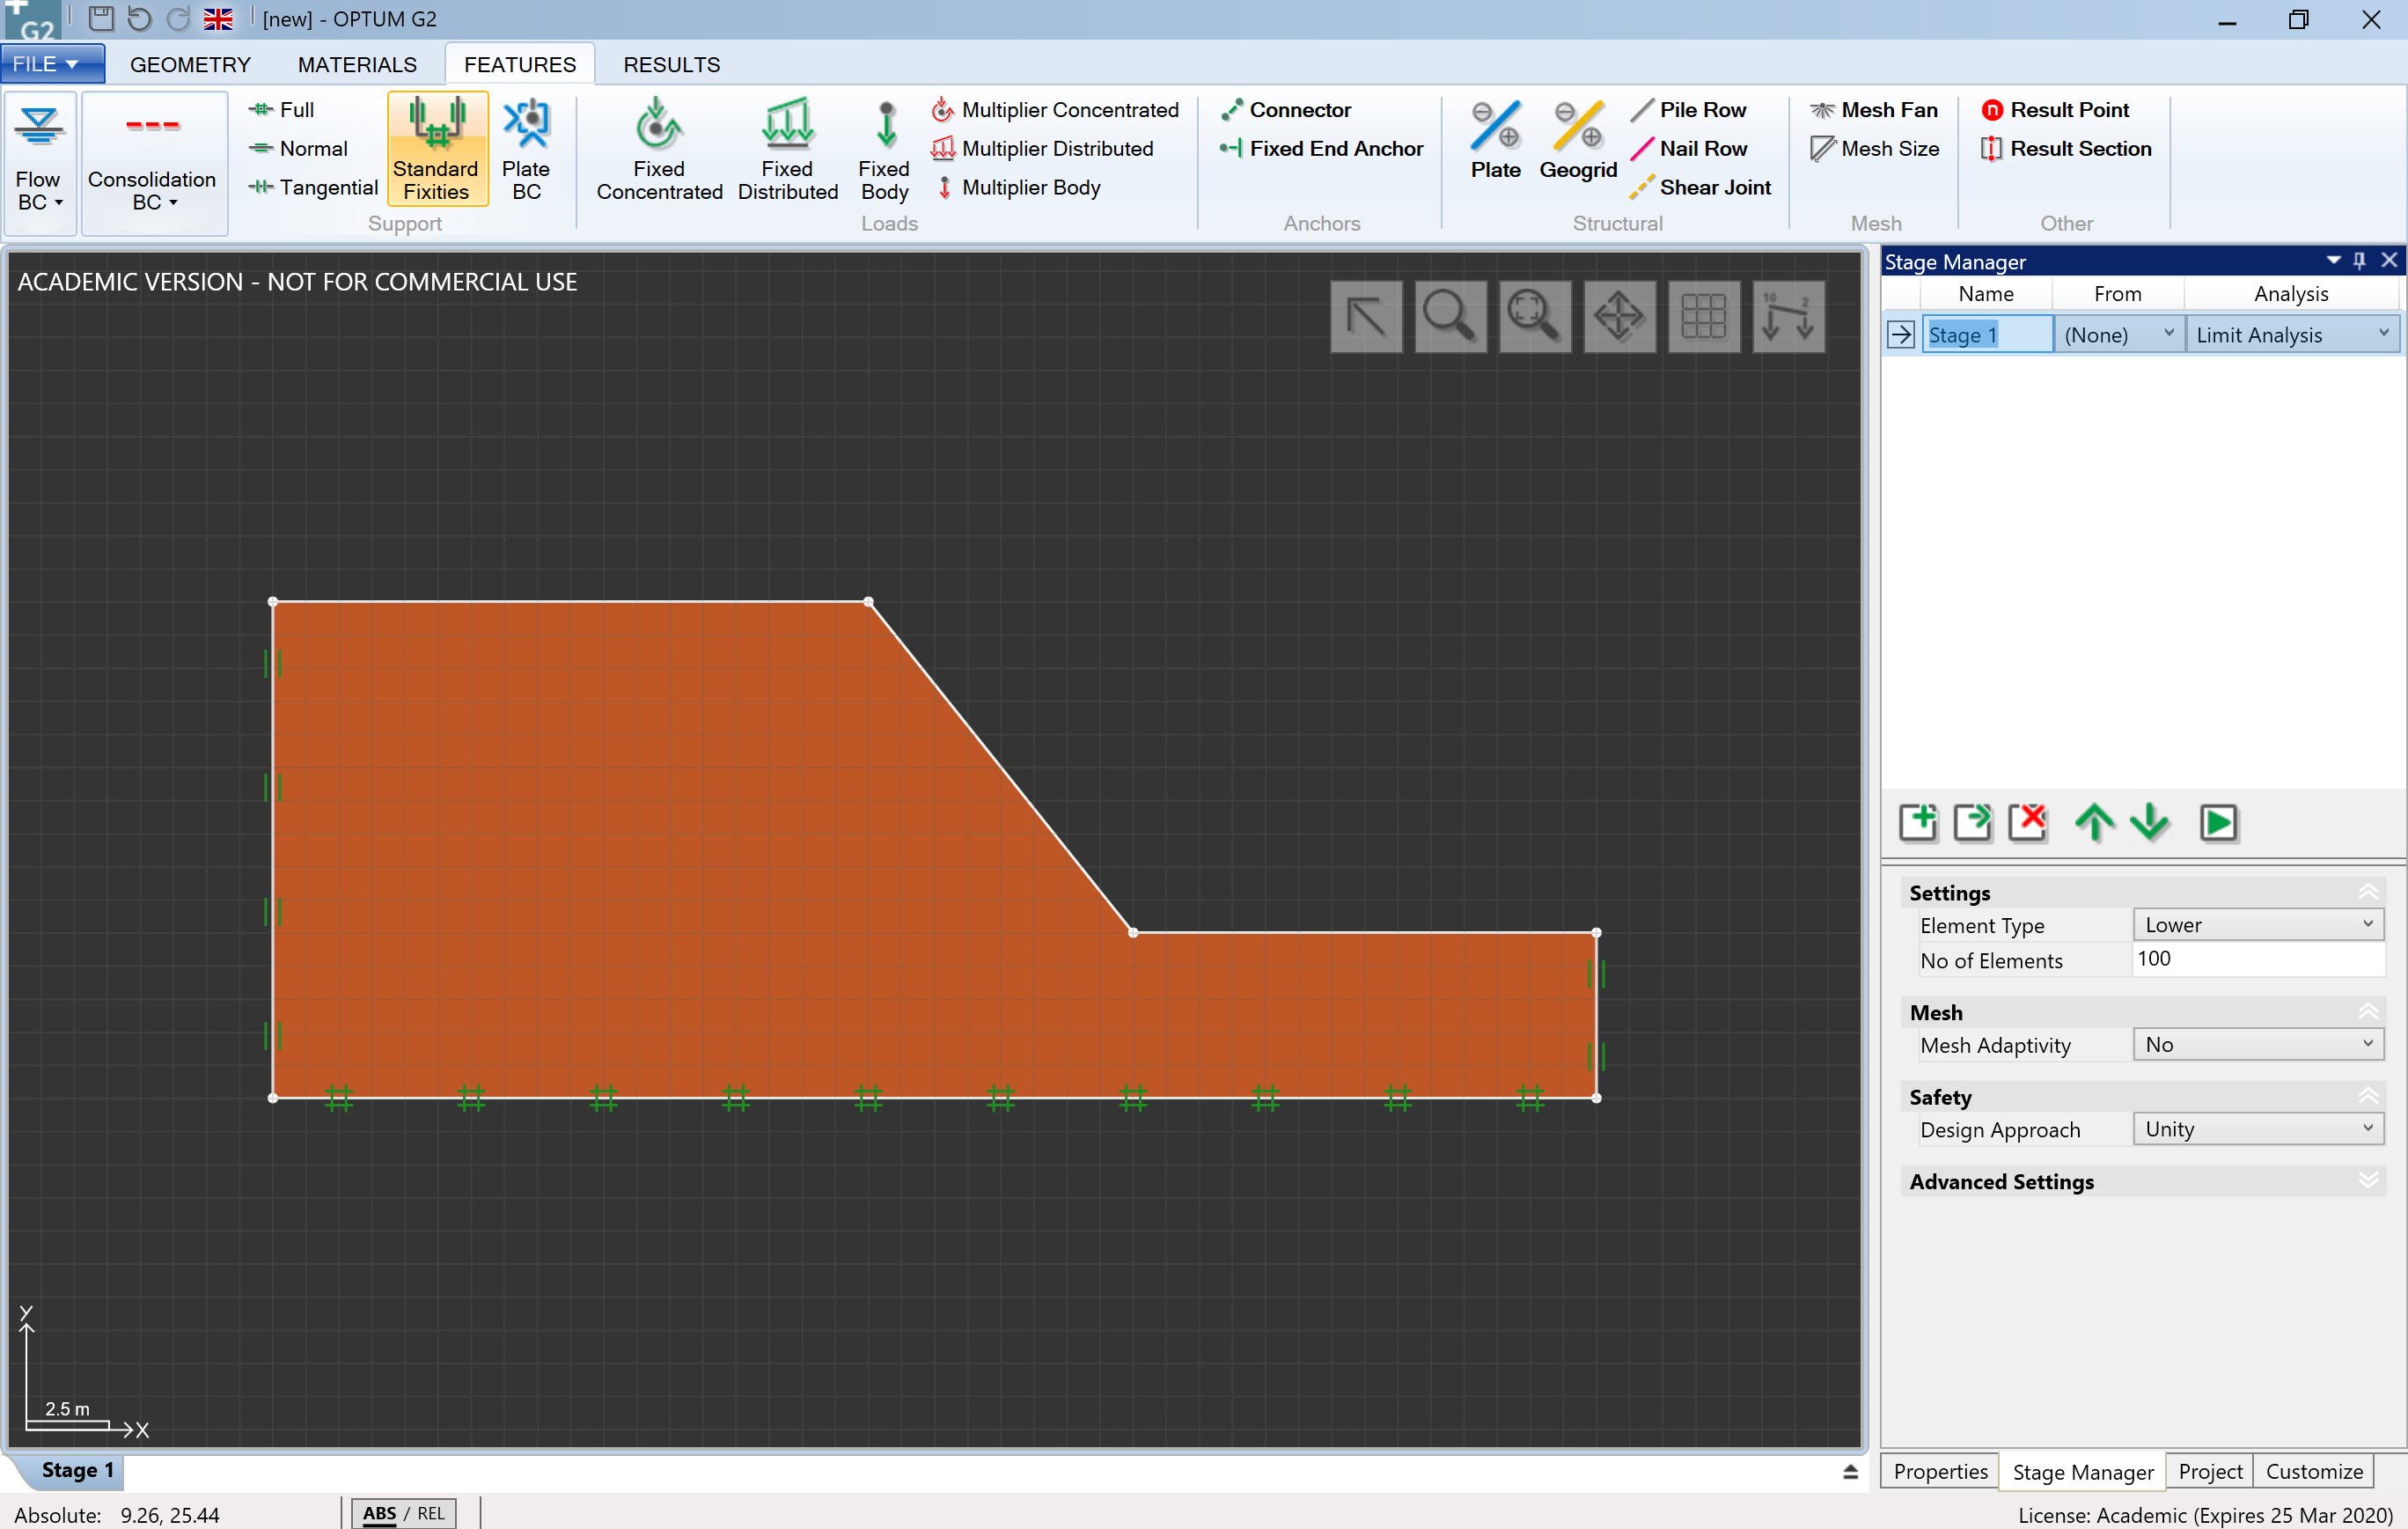 G2 [new] - OPTUM G2
FILE GEOMETRY MATERIALS FEATURES RESULTS
Flow BC
Consolidation BC
Full
Normal
Tangential
Standard Fixities
Plate BC
Support
Fixed Concentrated
Fixed Distributed
Fixed Body
Multiplier Concentrated
Multiplier Distributed
Multiplier Body
Loads
Connector
Fixed End Anchor
Anchors
Plate
Geogrid
Pile Row
Nail Row
Shear Joint
Structural
Mesh Fan
Mesh Size
Mesh
n Result Point
Result Section
Other
ACADEMIC VERSION - NOT FOR COMMERCIAL USE
10 2
Y
2.5 m
X
Stage Manager
Name From Analysis
Stage 1 (None) Limit Analysis
Settings
Element Type Lower
No of Elements 100
Mesh
Mesh Adaptivity No
Safety
Design Approach Unity
Advanced Settings
Stage 1
Properties Stage Manager Project Customize
Absolute: 9.26, 25.44 ABS / REL License: Academic (Expires 25 Mar 2020)